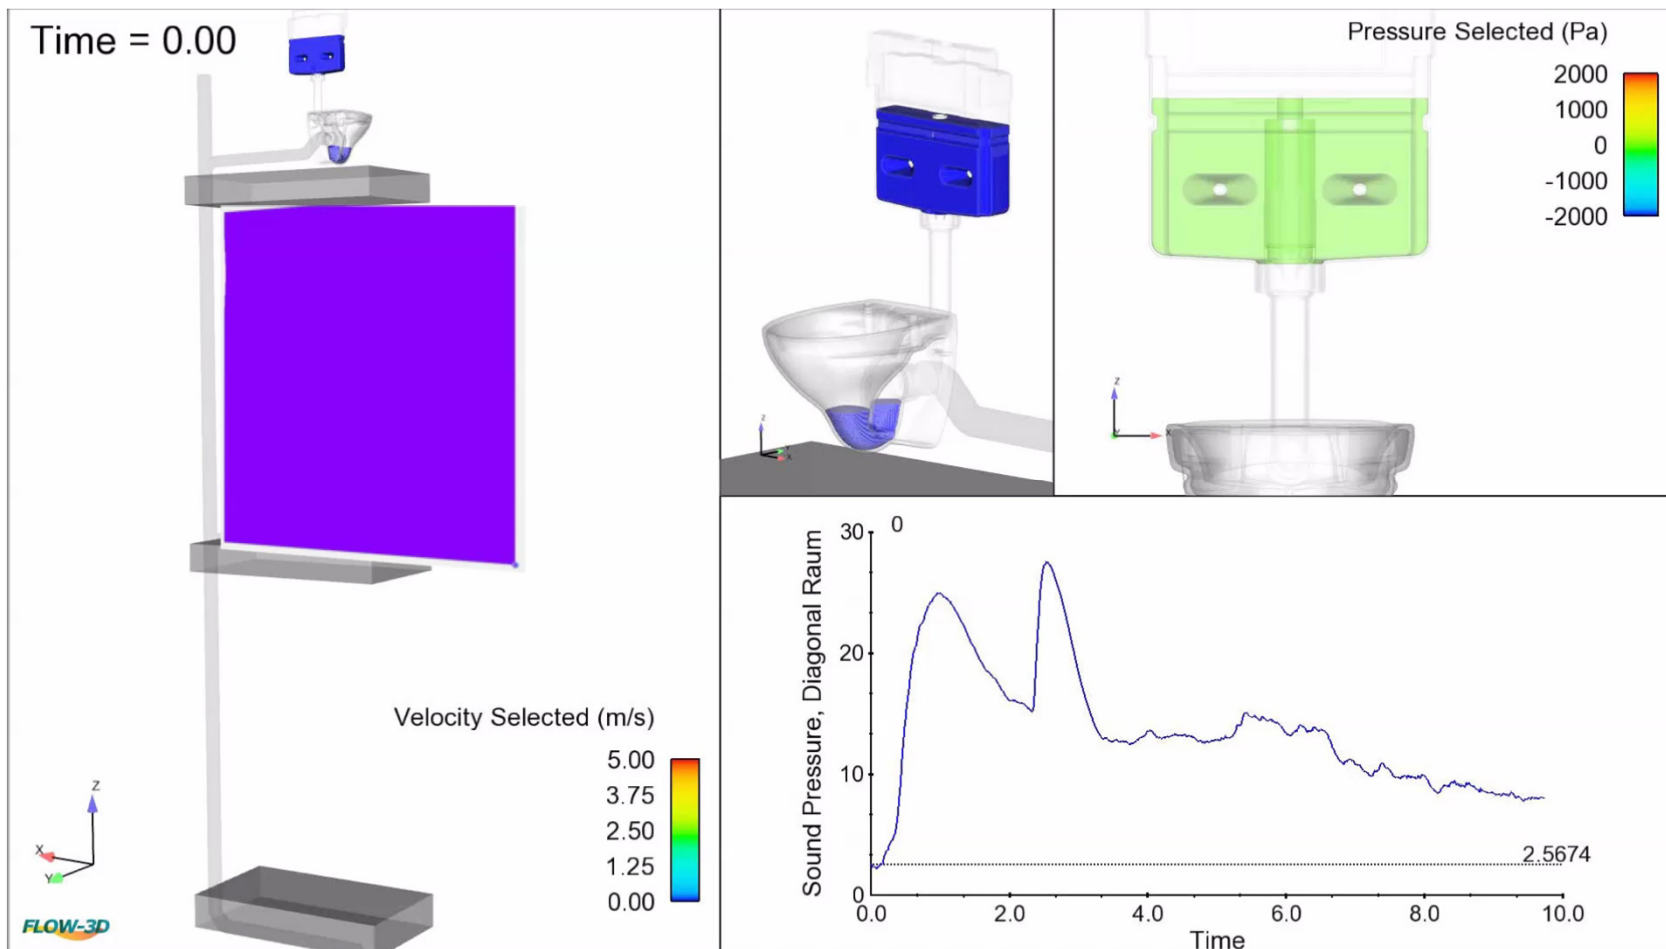 Time = 0.00
Velocity Selected (m/s)
5.00
3.75
2.50
1.25
0.00
Z
X
Y
FLOW-3D
Z
Y
X
Pressure Selected (Pa)
2000
1000
0
-1000
-2000
Z
Y
X
0
Sound Pressure, Diagonal Raum
30
20
10
0
2.5674
0.0 2.0 4.0 6.0 8.0 10.0
Time